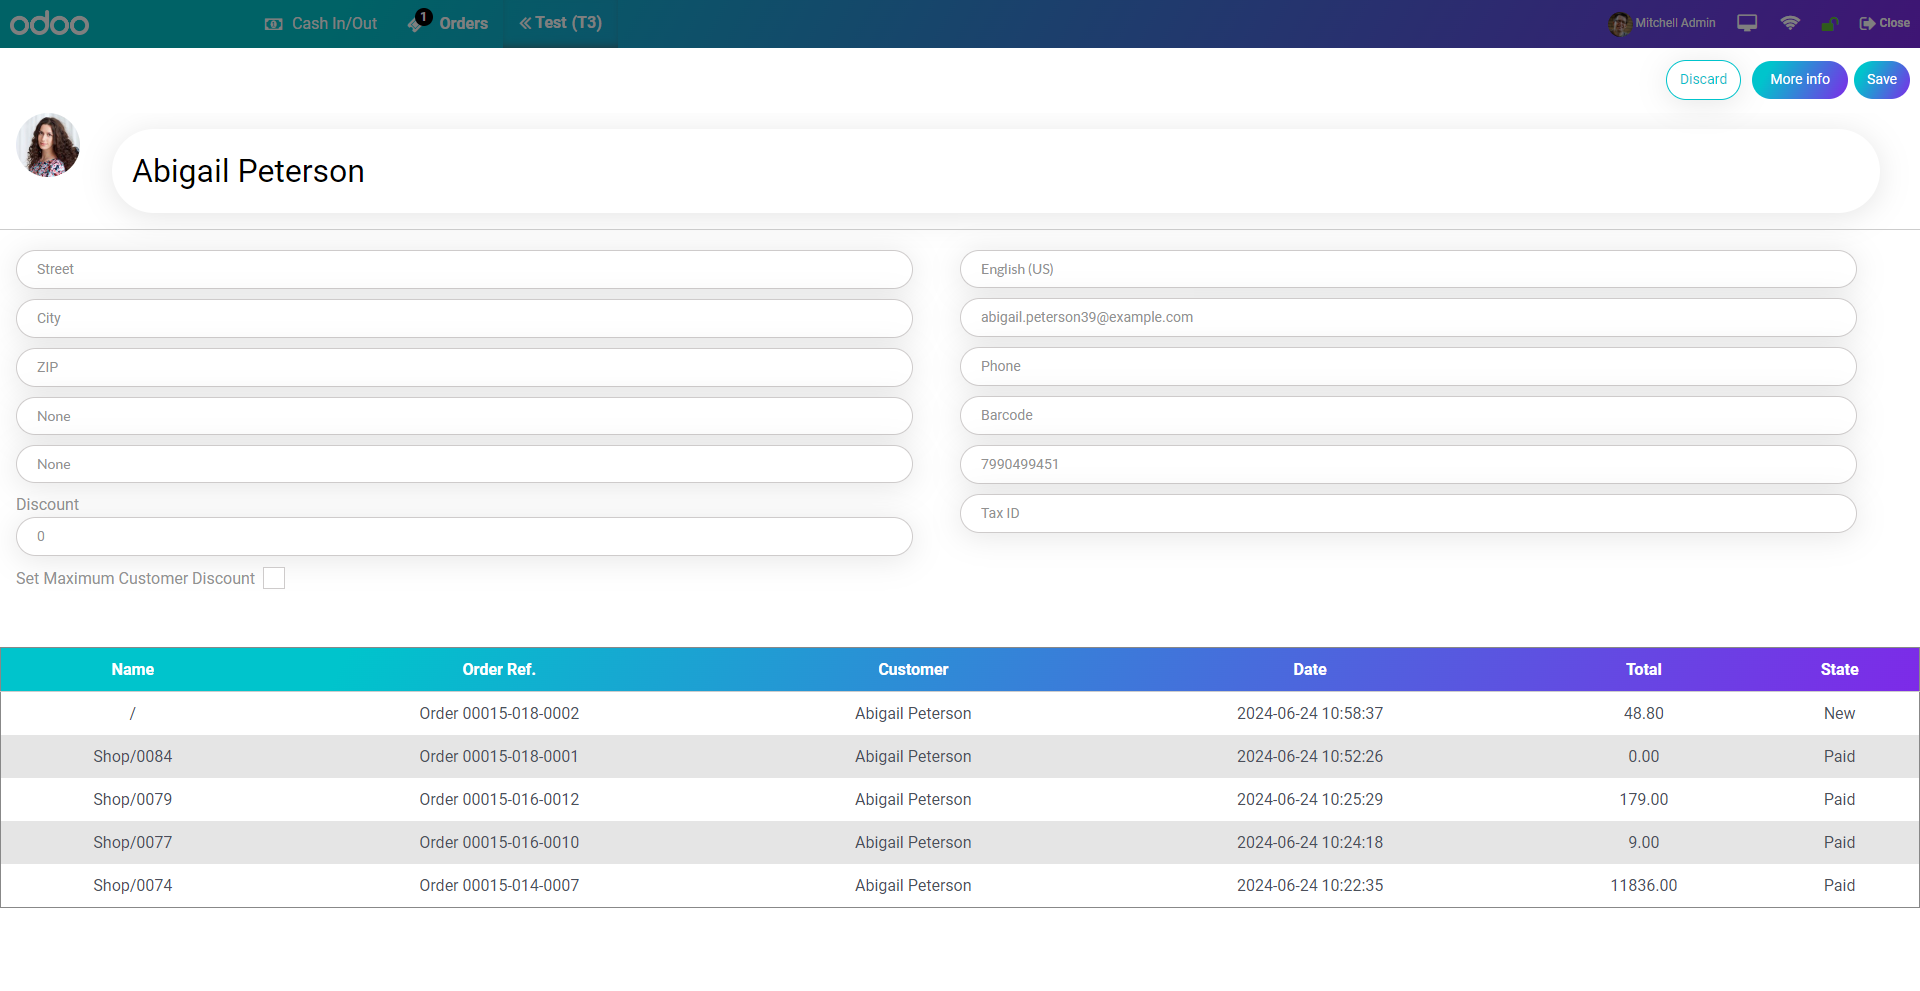 odoo Cash In/Out 1 Orders Test (T3) Mitchell Admin Close
Discard More info Save
Abigail Peterson
Street English (US)
City abigail.peterson39@example.com
ZIP Phone
None Barcode
None 7990499451
Discount
0 Tax ID
Set Maximum Customer Discount
Name Order Ref. Customer Date Total State
/ Order 00015-018-0002 Abigail Peterson 2024-06-24 10:58:37 48.80 New
Shop/0084 Order 00015-018-0001 Abigail Peterson 2024-06-24 10:52:26 0.00 Paid
Shop/0079 Order 00015-016-0012 Abigail Peterson 2024-06-24 10:25:29 179.00 Paid
Shop/0077 Order 00015-016-0010 Abigail Peterson 2024-06-24 10:24:18 9.00 Paid
Shop/0074 Order 00015-014-0007 Abigail Peterson 2024-06-24 10:22:35 11836.00 Paid